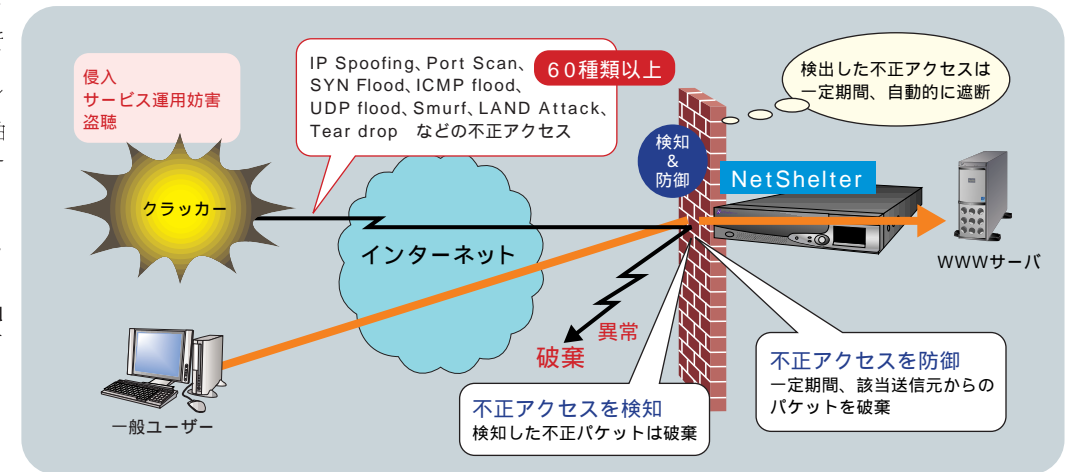 侵入
サービス運用妨害
盗聴
クラッカー
IP Spoofing、Port Scan、
SYN Flood、ICMP flood、
UDP flood、Smurf、LAND Attack、
Tear drop などの不正アクセス
60種類以上
検出した不正アクセスは
一定期間、自動的に遮断
検知
&
防御
NetShelter
WWWサーバ
インターネット
異常
破棄
一般ユーザー
不正アクセスを検知
検知した不正パケットは破棄
不正アクセスを防御
一定期間、該当送信元からの
パケットを破棄